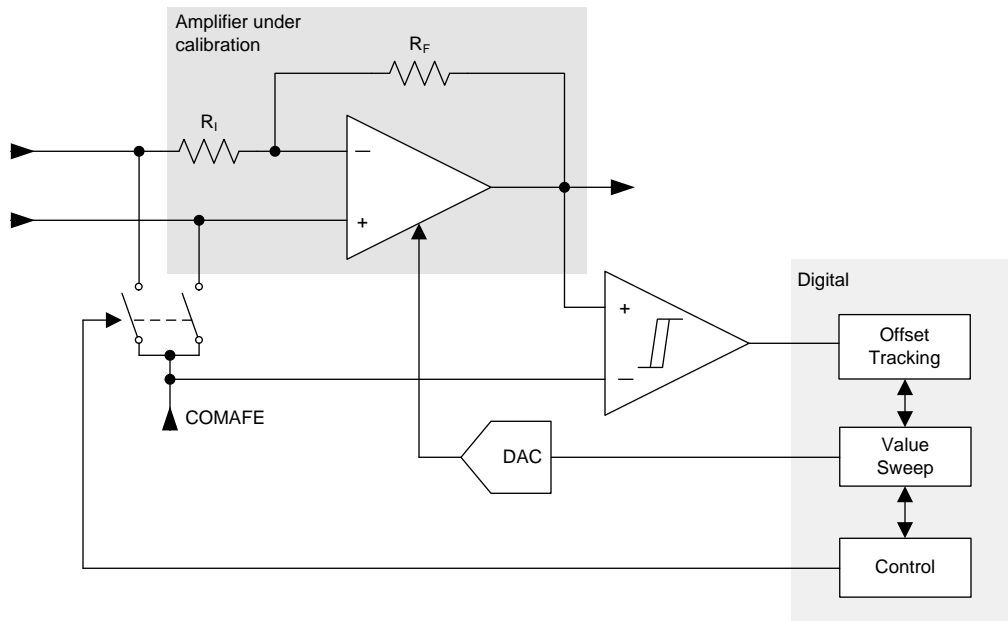 Amplifier under
calibration
R_F
R_I
−
+
COMAFE
+
−
DAC
Digital
Offset
Tracking
Value
Sweep
Control